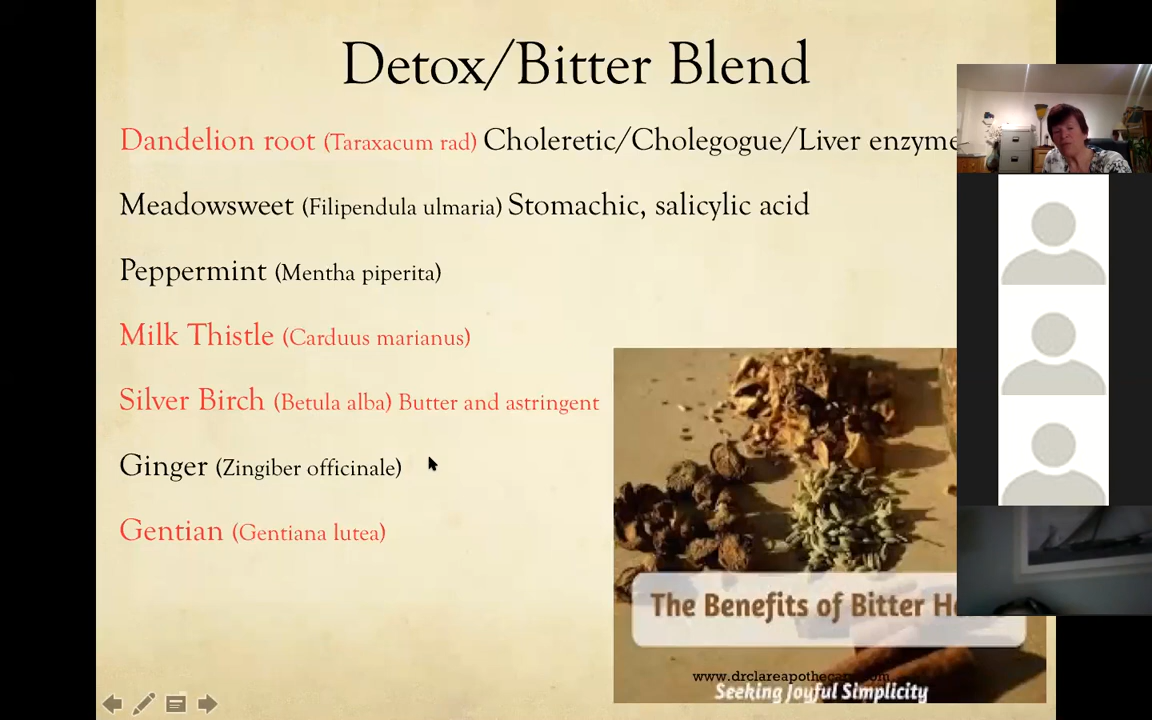 Detox/Bitter Blend
Dandelion root (Taraxacum rad) Choleretic/Cholegogue/Liver enzyme
Meadowsweet (Filipendula ulmaria) Stomachic, salicylic acid
Peppermint (Mentha piperita)
Milk Thistle (Carduus marianus)
Silver Birch (Betula alba) Butter and astringent
Ginger (Zingiber officinale)
Gentian (Gentiana lutea)
The Benefits of Bitter
Seeking Joyful Simplicity